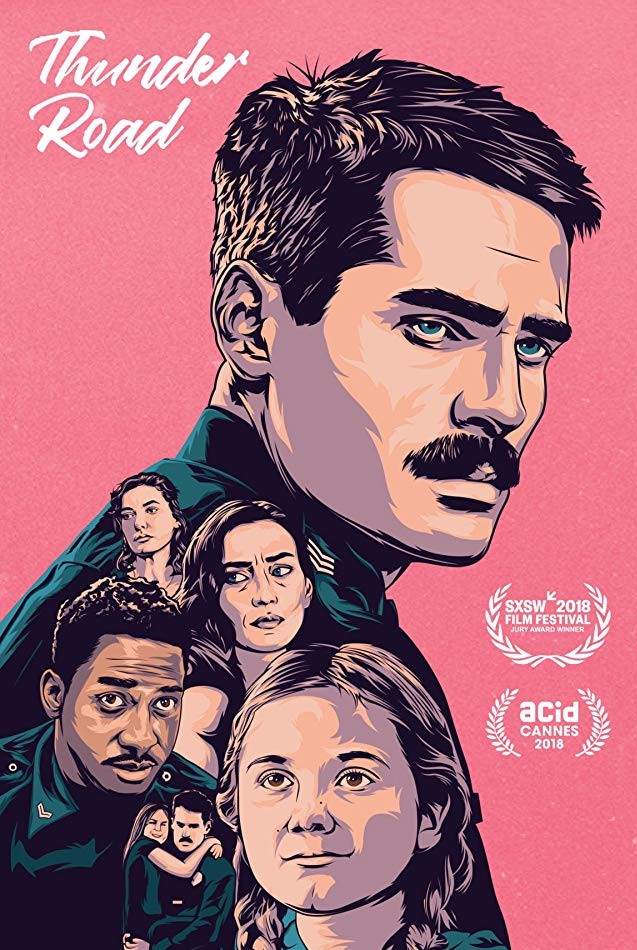 Thunder
Road
SXSW 2018
FILM FESTIVAL
JURY AWARD WINNER
acid
CANNES
2018